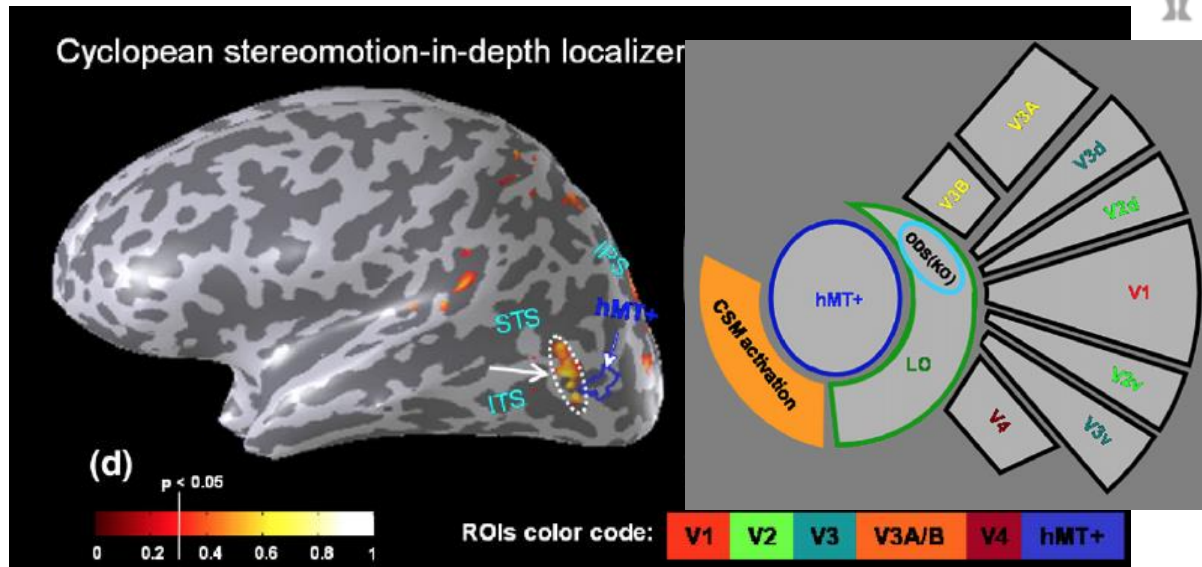 Cyclopean stereomotion-in-depth localizer
IPS
hMT+
STS
ITS
(d)
p < 0.05
0 0.2 0.4 0.6 0.8 1
V3A
V3d
V3B
V2d
ODS(KO)
hMT+
V1
CSM activation
LO
V2v
V4
V3v
ROIs color code: V1 V2 V3 V3A/B V4 hMT+